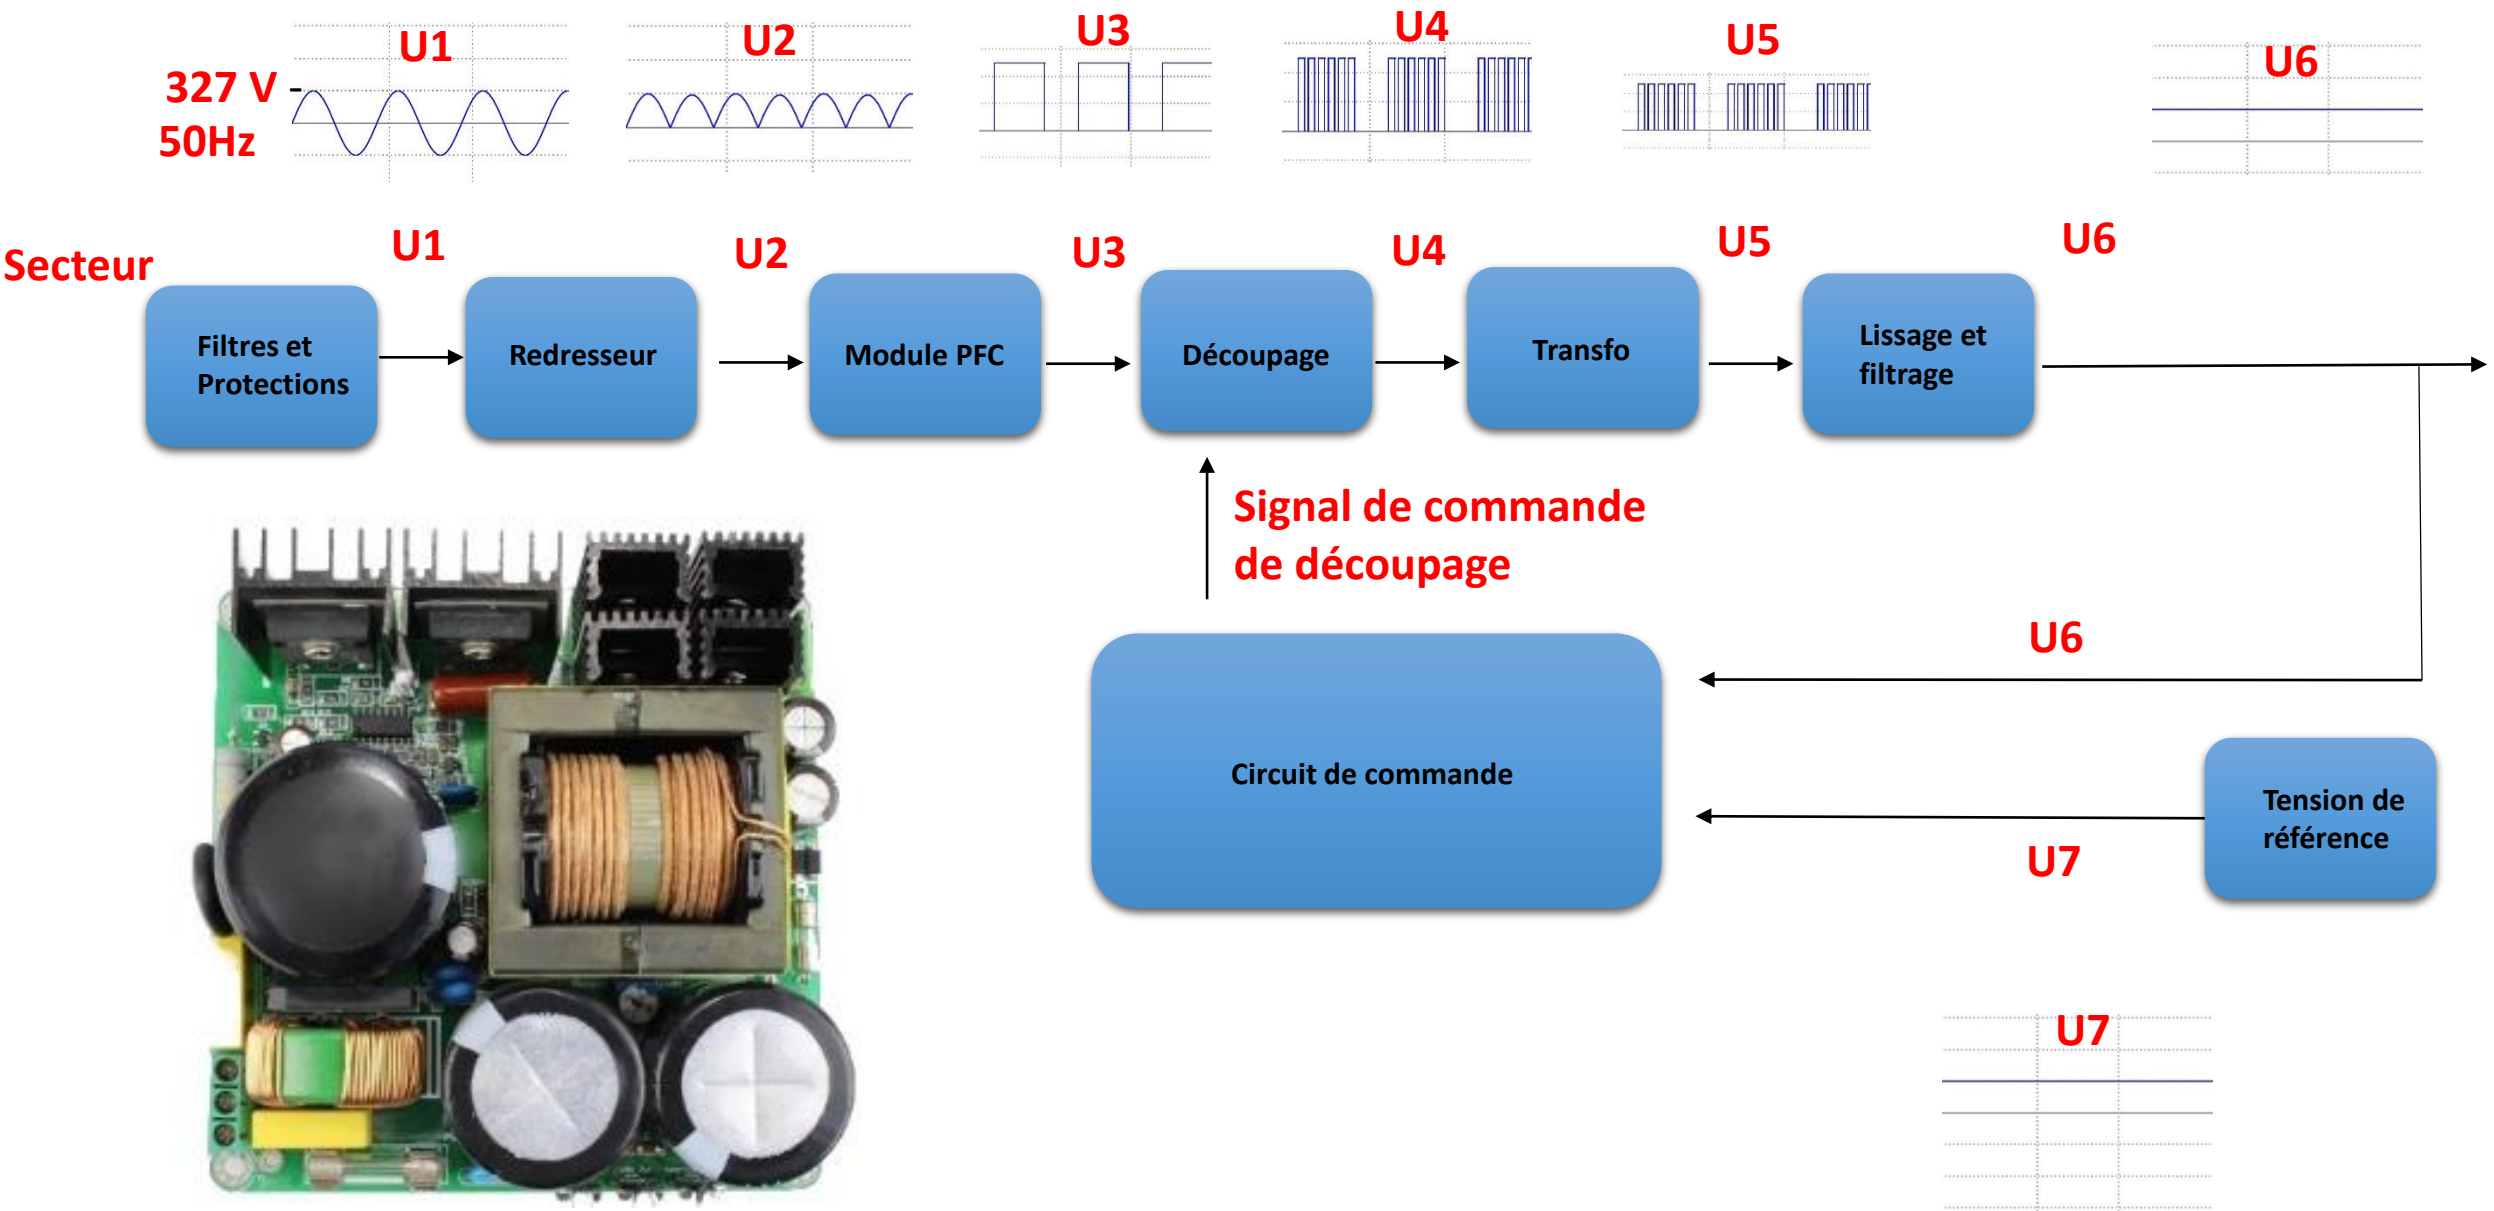 U1
U2
U3
U4
U5
U6
327 V
50Hz
Secteur
U1
U2
U3
U4
U5
U6
Filtres et
Protections
Redresseur
Module PFC
Découpage
Transfo
Lissage et
filtrage
Signal de commande
de découpage
U6
Circuit de commande
Tension de
référence
U7
U7